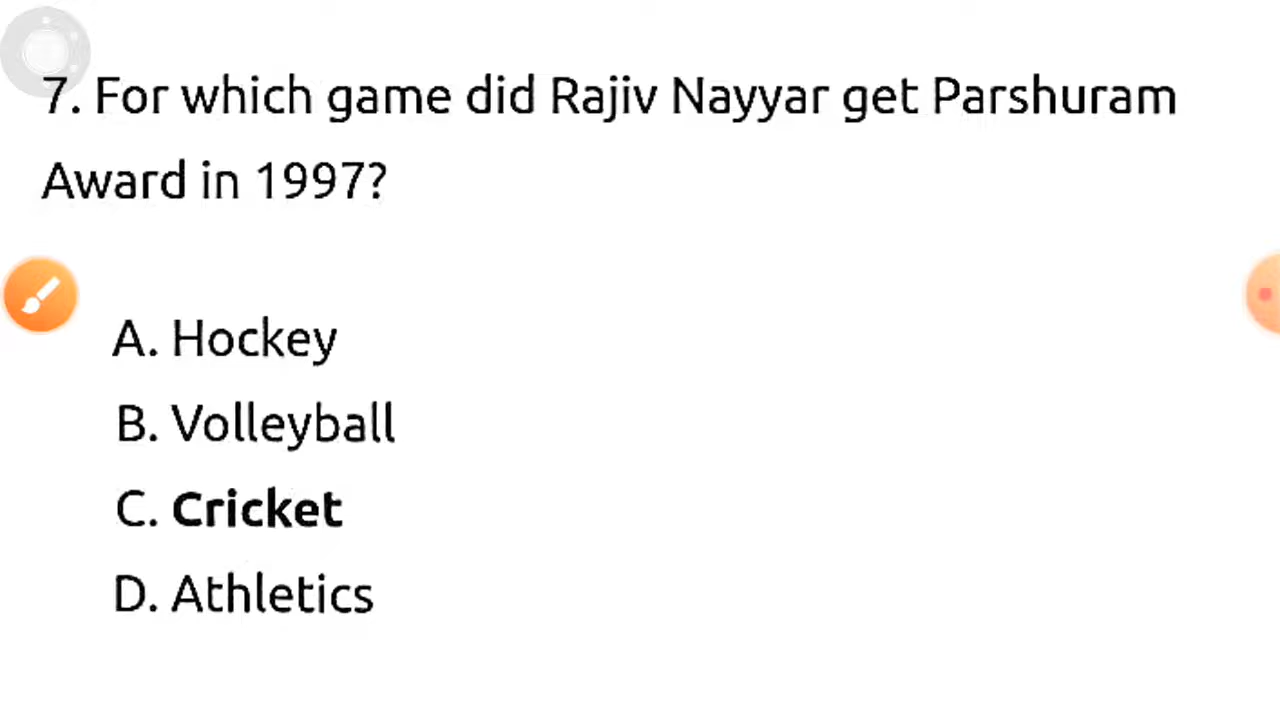 7. For which game did Rajiv Nayyar get Parshuram
Award in 1997?
A. Hockey
B. Volleyball
C. Cricket
D. Athletics